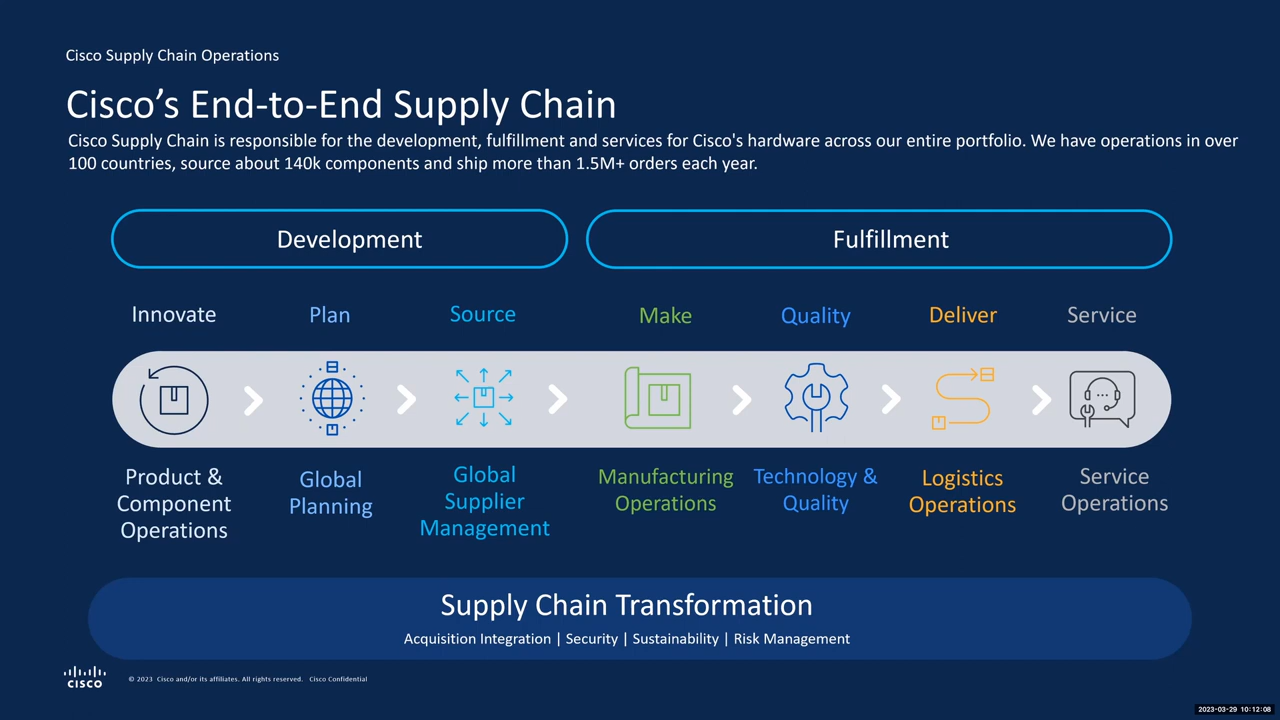 Cisco Supply Chain Operations
Cisco's End-to-End Supply Chain
Cisco Supply Chain is responsible for the development, fulfillment and services for Cisco's hardware across our entire portfolio. We have operations in over
100 countries, source about 140k components and ship more than 1.5M+ orders each year.
Development
Fulfillment
Innovate
Plan
Source
Make
Quality
Deliver
Service
Product &
Component
Operations
Global
Planning
Global
Supplier
Management
Manufacturing
Operations
Technology &
Quality
Logistics
Operations
Service
Operations
Supply Chain Transformation
Acquisition Integration | Security | Sustainability | Risk Management
CISCO
© 2023 Cisco and/or its affiliates. All rights reserved. Cisco Confidential
2023-03-29 10:12:08